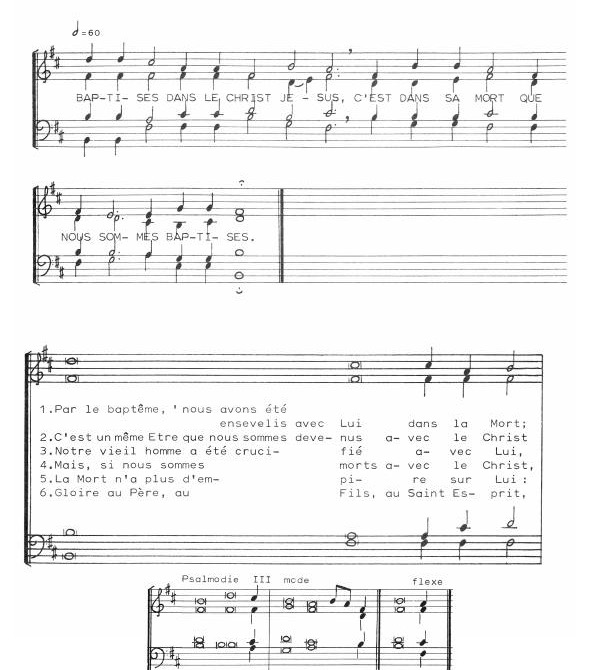 ♩=60
BAP-TI- SES DANS LE CHRIST JE - SUS, C'EST DANS SA MORT QUE
NOUS SOM- MES BAP-TI- SES.
1.Par le baptême, ' nous avons été
ensevelis avec Lui dans la Mort;
2.C'est un même Etre que nous sommes deve- nus a- vec le Christ
3.Notre vieil homme a été cruci- fié a- vec Lui,
4.Mais, si nous sommes morts a- vec le Christ,
5.La Mort n'a plus d'em- pi- re sur Lui :
6.Gloire au Père, au Fils, au Saint Es- prit,
Psalmodie III mode flexe